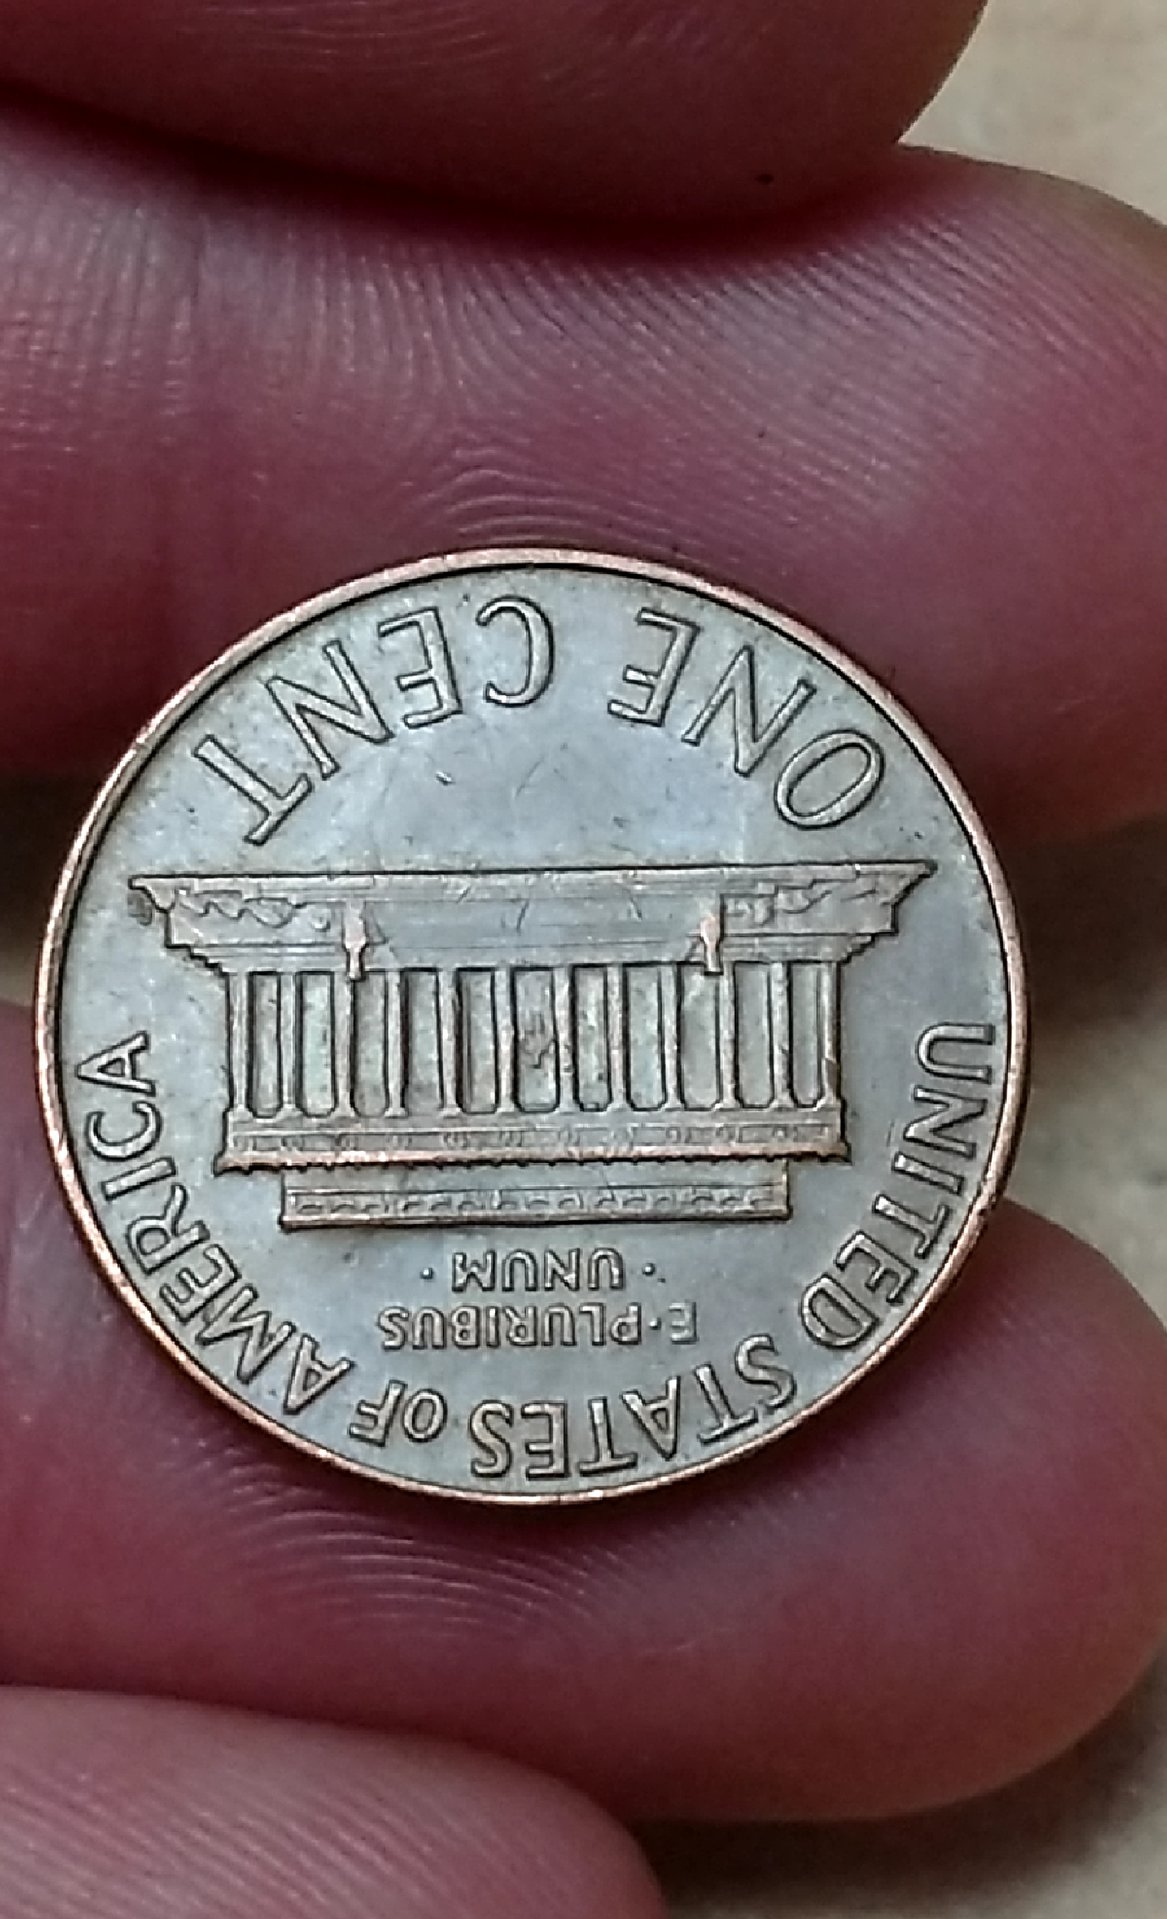 UNITED STATES OF AMERICA
E·PLURIBUS
·UNUM·
ONE CENT